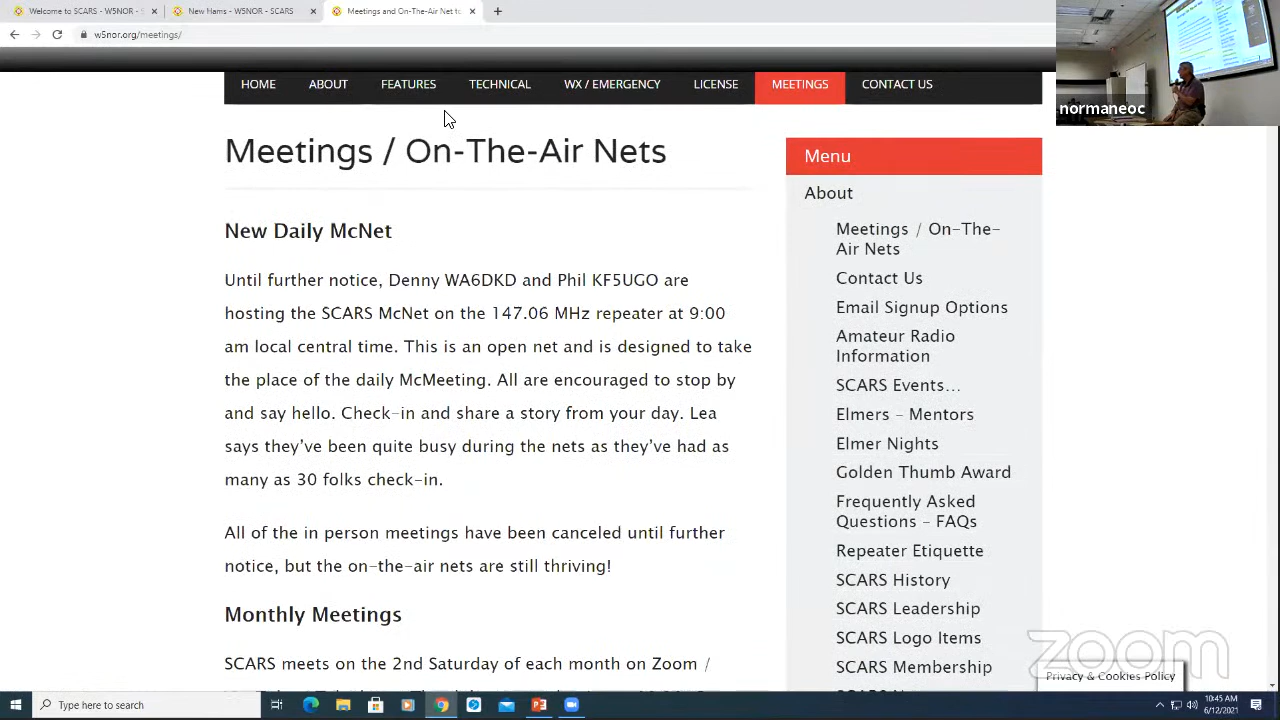 Welcome to SCARS - W5NOR - S
New Hams - W5NOR - SCARS
Meetings and On-The-Air Net to
w5nor.org/meetings/
normaneoc
HOME ABOUT FEATURES TECHNICAL WX / EMERGENCY LICENSE MEETINGS CONTACT US
Meetings / On-The-Air Nets
New Daily McNet
Until further notice, Denny WA6DKD and Phil KF5UGO are
hosting the SCARS McNet on the 147.06 MHz repeater at 9:00
am local central time. This is an open net and is designed to take
the place of the daily McMeeting. All are encouraged to stop by
and say hello. Check-in and share a story from your day. Lea
says they've been quite busy during the nets as they've had as
many as 30 folks check-in.
All of the in person meetings have been canceled until further
notice, but the on-the-air nets are still thriving!
Monthly Meetings
SCARS meets on the 2nd Saturday of each month on Zoom /
Menu
About
Meetings / On-The-
Air Nets
Contact Us
Email Signup Options
Amateur Radio
Information
SCARS Events...
Elmers - Mentors
Elmer Nights
Golden Thumb Award
Frequently Asked
Questions - FAQs
Repeater Etiquette
SCARS History
SCARS Leadership
SCARS Logo Items
SCARS Membership
zoom
Privacy & Cookies Policy
Type here to search
10:45 AM
6/12/2021